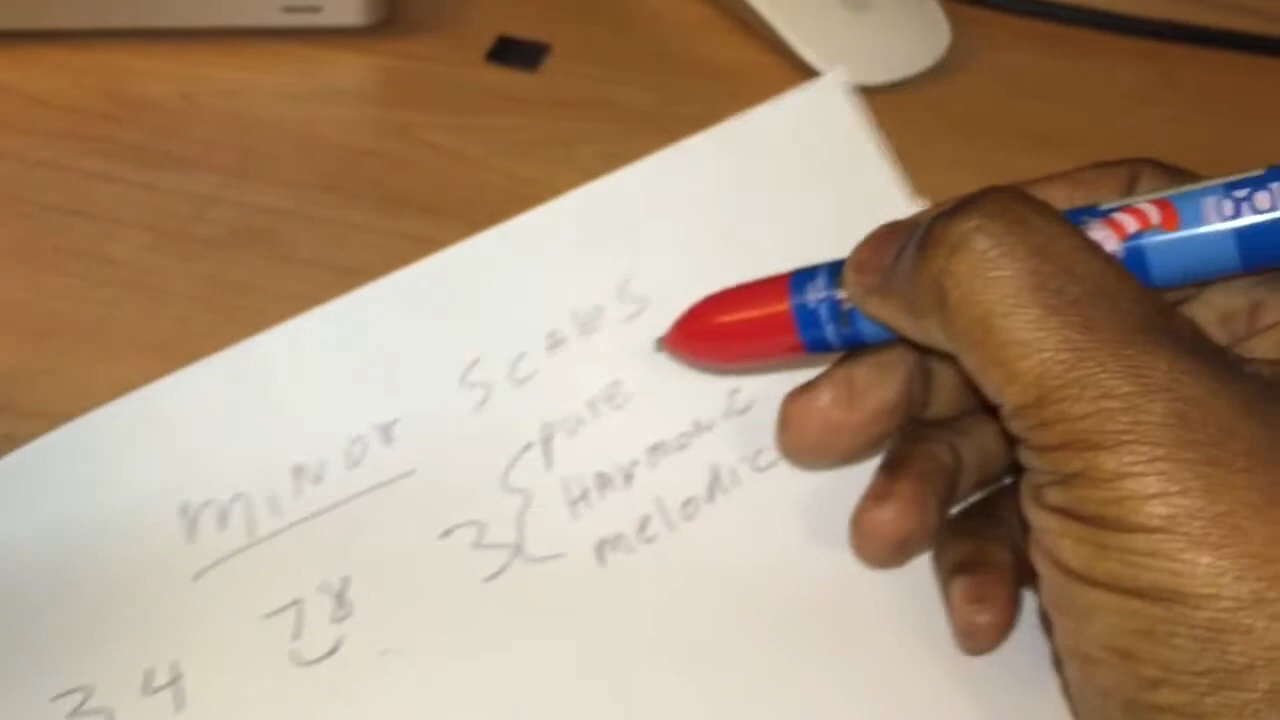 minor scales
3 { pure
Harmonic
melodic
7 8
3 4